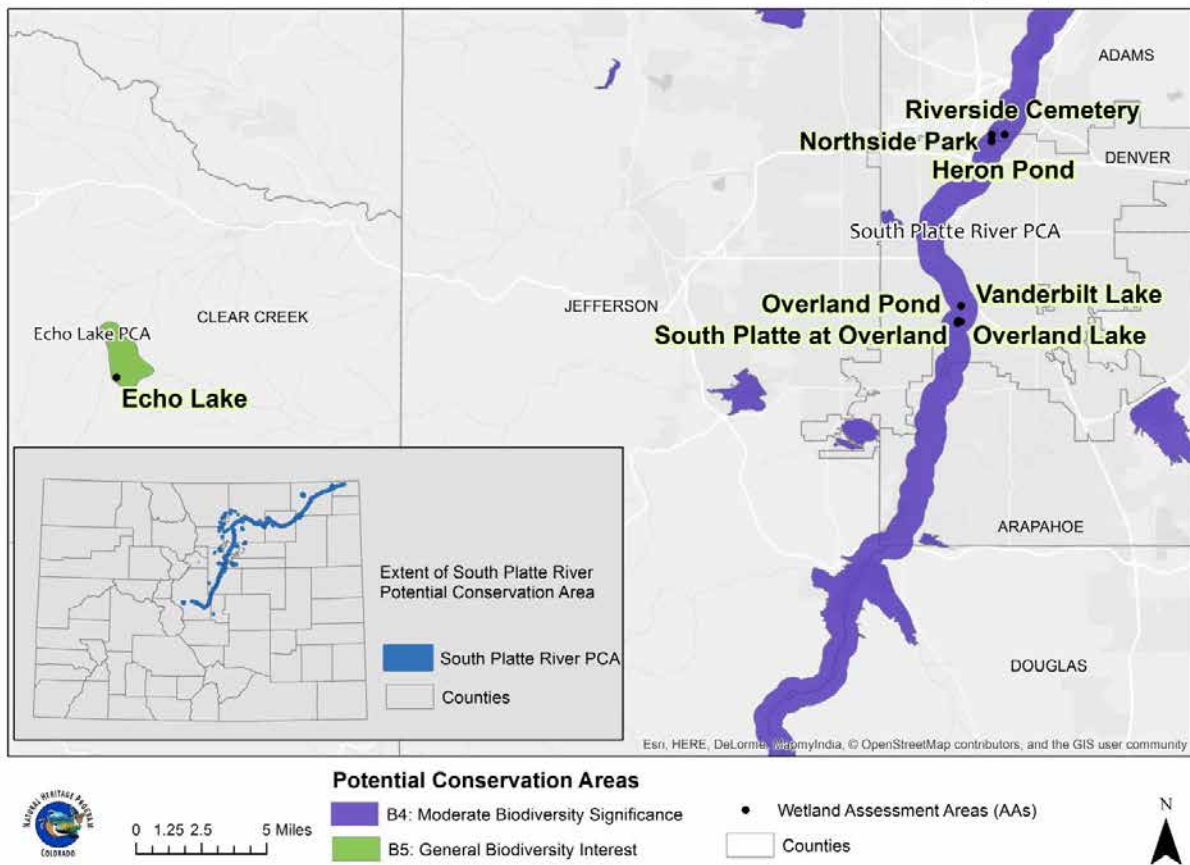 ADAMS
Riverside Cemetery
Northside Park
DENVER
Heron Pond
South Platte River PCA
JEFFERSON
Overland Pond
Vanderbilt Lake
South Platte at Overland
Overland Lake
CLEAR CREEK
Echo Lake PCA
Echo Lake
ARAPAHOE
DOUGLAS
Extent of South Platte River
Potential Conservation Area
South Platte River PCA
Counties
Esri, HERE, DeLorme, MapmyIndia, © OpenStreetMap contributors, and the GIS user community
NATURAL HERITAGE PROGRAM
COLORADO
0 1.25 2.5 5 Miles
Potential Conservation Areas
B4: Moderate Biodiversity Significance
B5: General Biodiversity Interest
Wetland Assessment Areas (AAs)
Counties
N